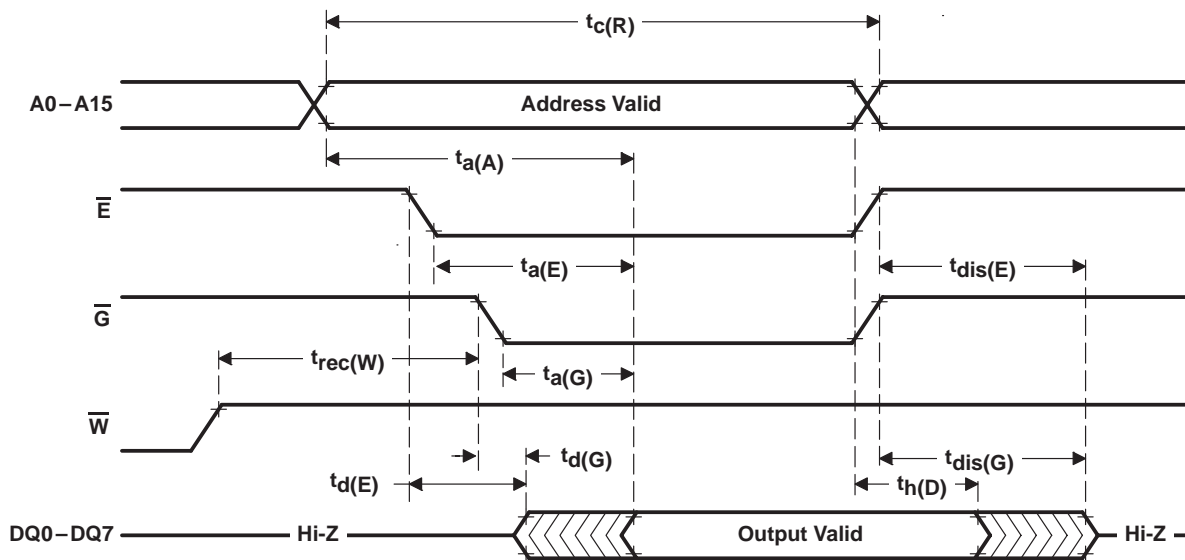 tc(R)
A0–A15
Address Valid
ta(A)
E
ta(E)
tdis(E)
G
trec(W)
ta(G)
W
td(G)
tdis(G)
td(E)
th(D)
DQ0–DQ7
Hi-Z
Output Valid
Hi-Z